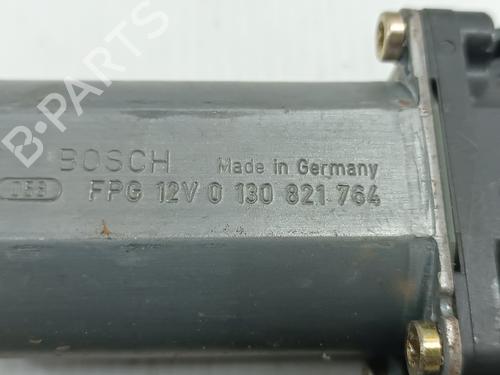 BOSCH Made in Germany
FPG 12V 0 130 821 764
B-PARTS